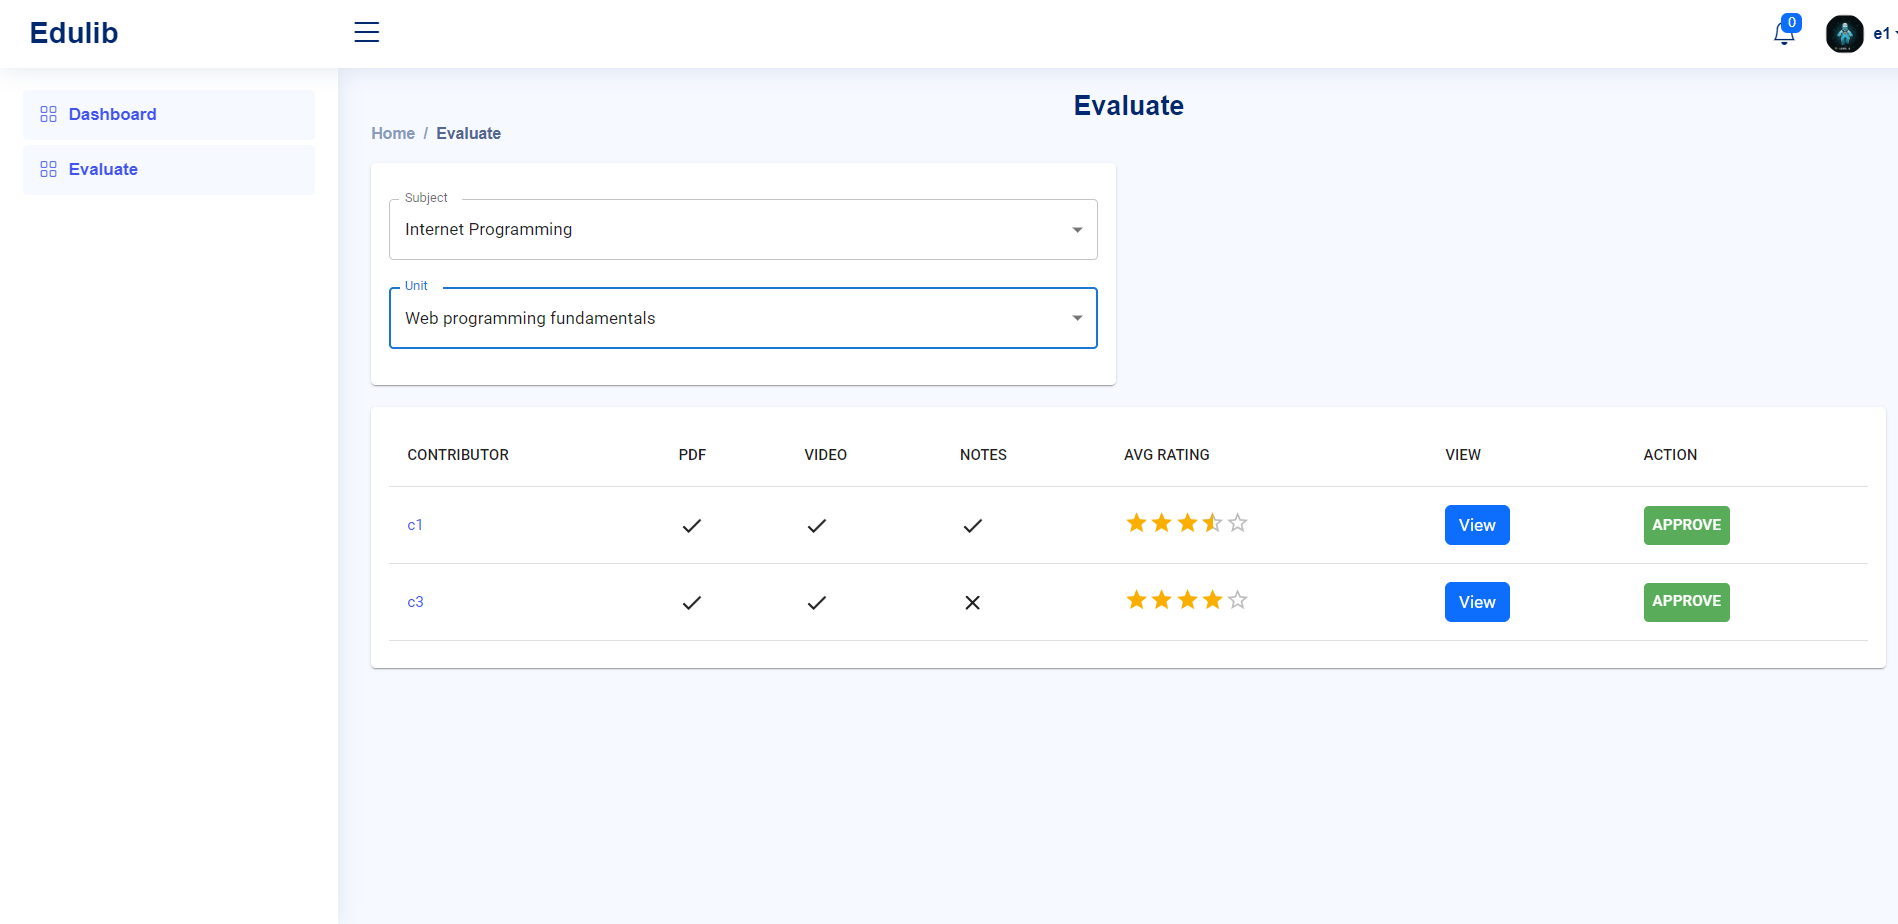 Edulib
0
e1
Dashboard
Evaluate
Evaluate
Home / Evaluate
Subject
Internet Programming
Unit
Web programming fundamentals
CONTRIBUTOR PDF VIDEO NOTES AVG RATING VIEW ACTION
c1 View APPROVE
c3 View APPROVE